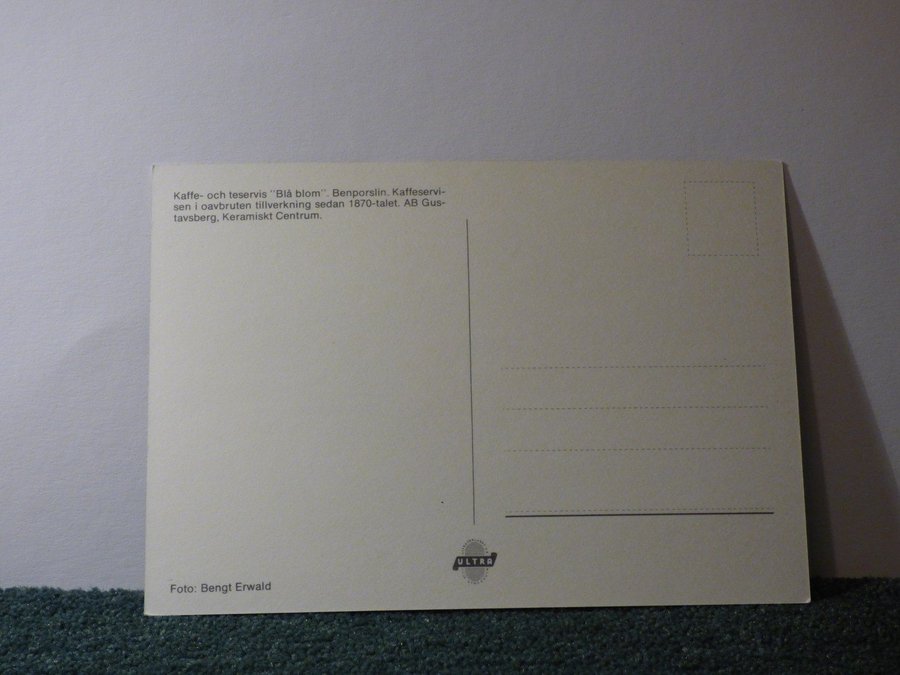 Kaffe- och teservis "Blå blom". Benporslin. Kaffeservi-
sen i oavbruten tillverkning sedan 1870-talet. AB Gus-
tavsberg, Keramiskt Centrum.
ULTRA
Foto: Bengt Erwald